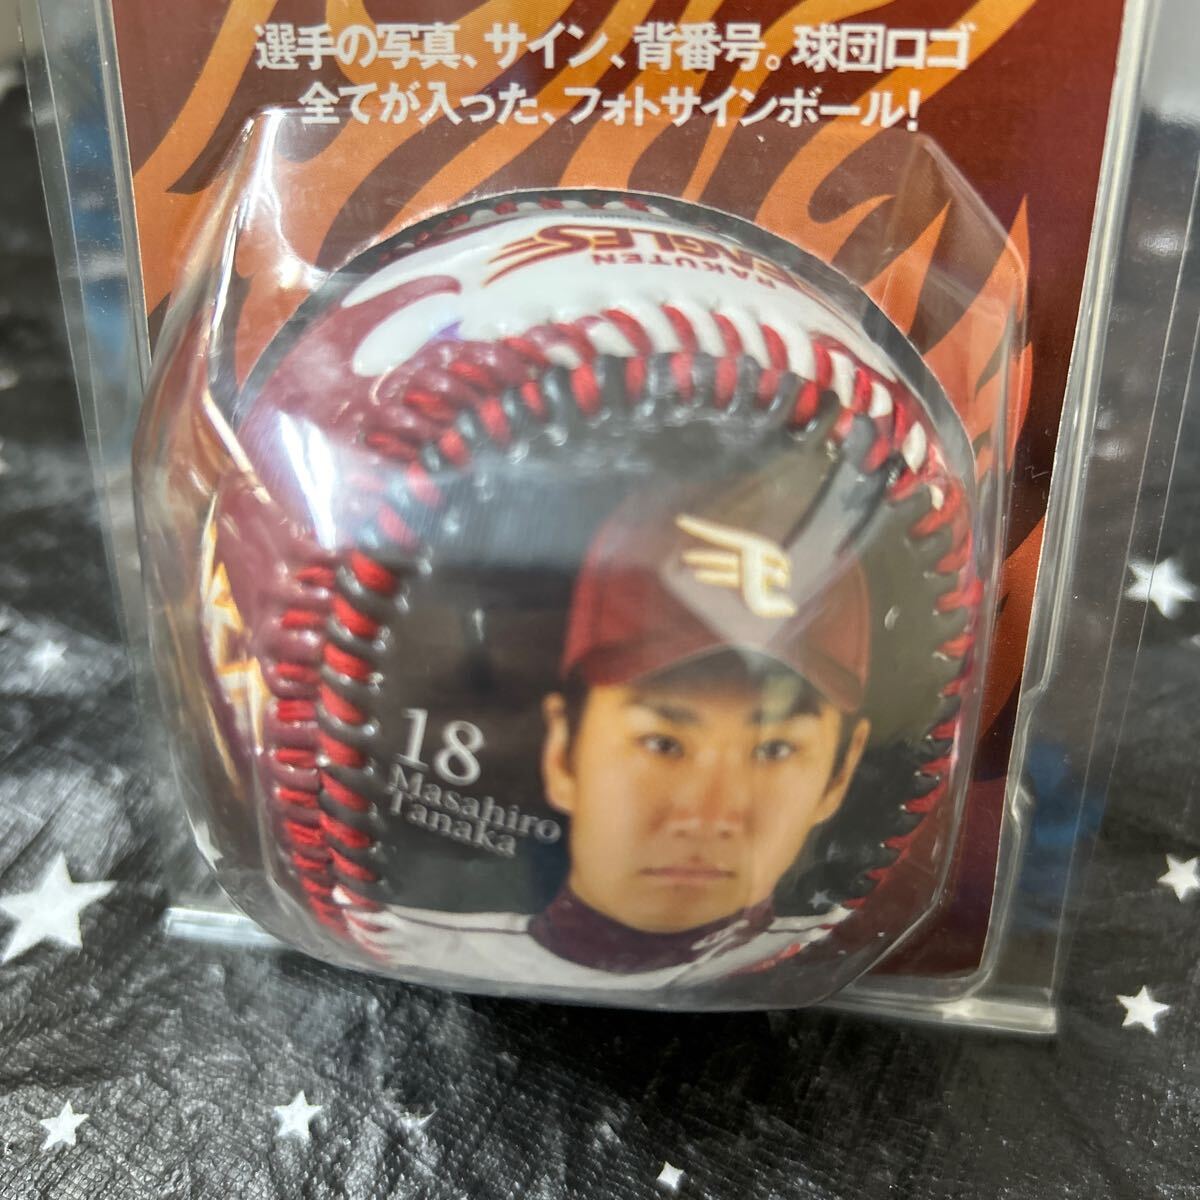 選手の写真、サイン、背番号。球団ロゴ
全てが入った、フォトサインボール!
RAKUTEN
EAGLES
E
18
Masahiro
Tanaka